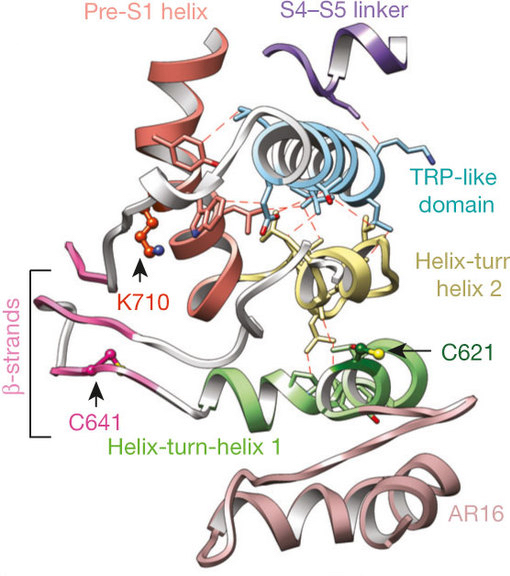 Pre-S1 helix
S4–S5 linker
TRP-like
domain
Helix-turr
helix 2
K710
β-strands
C621
C641
Helix-turn-helix 1
AR16